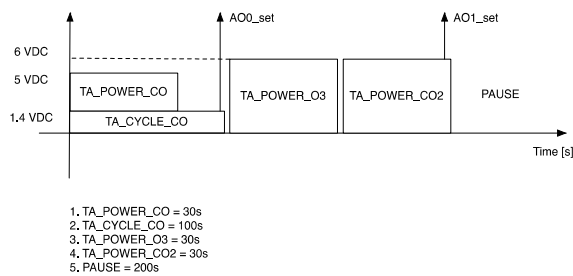 AO0_set
AO1_set
6 VDC
5 VDC
TA_POWER_CO
TA_POWER_O3
TA_POWER_CO2
PAUSE
1.4 VDC
TA_CYCLE_CO
Time [s]
1. TA_POWER_CO = 30s
2. TA_CYCLE_CO = 100s
3. TA_POWER_O3 = 30s
4. TA_POWER_CO2 = 30s
5. PAUSE = 200s